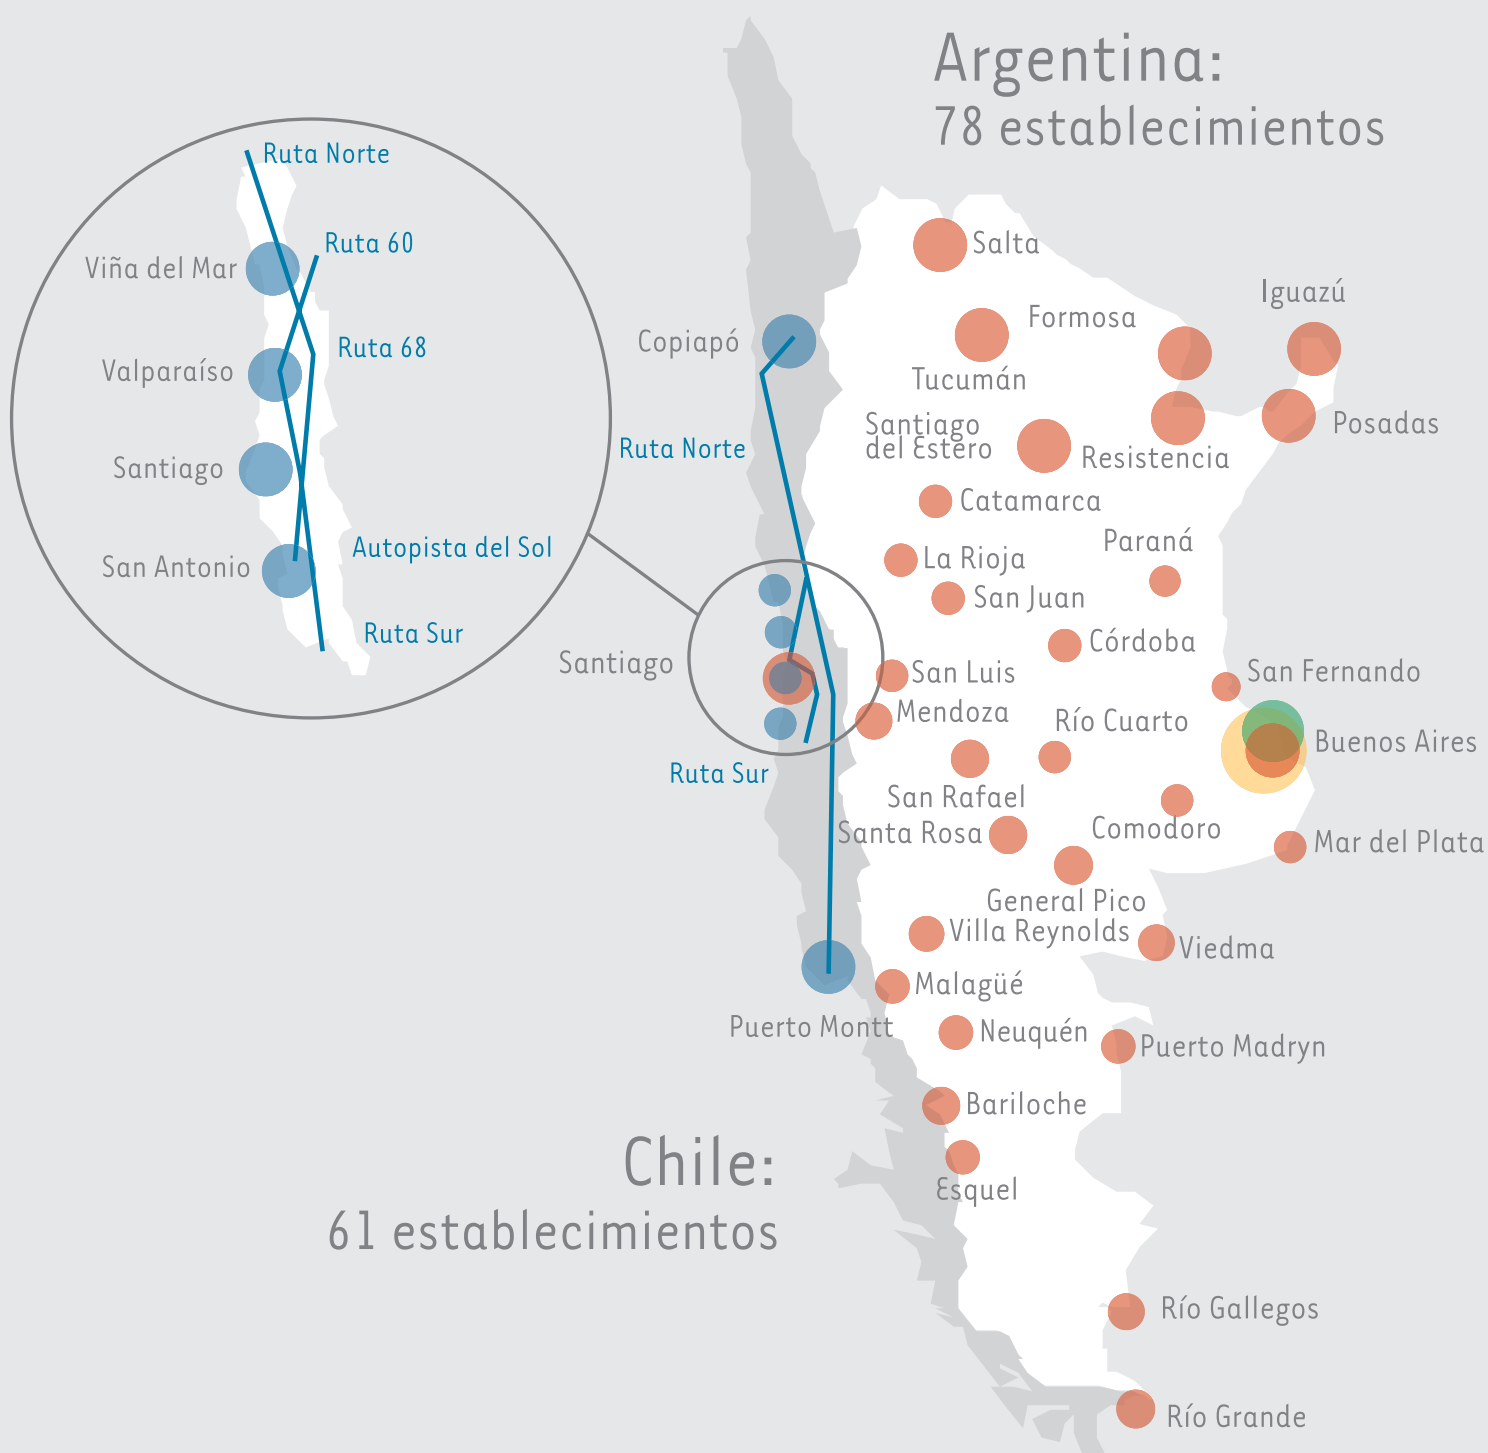 Argentina:
78 establecimientos
Ruta Norte
Ruta 60
Viña del Mar
Ruta 68
Valparaíso
Santiago
Autopista del Sol
San Antonio
Ruta Sur
Copiapó
Ruta Norte
Santiago
Ruta Sur
Puerto Montt
Salta
Iguazú
Formosa
Tucumán
Posadas
Santiago
del Estero
Resistencia
Catamarca
Paraná
La Rioja
San Juan
Córdoba
San Luis
San Fernando
Mendoza
Río Cuarto
Buenos Aires
San Rafael
Santa Rosa
Comodoro
Mar del Plata
General Pico
Villa Reynolds
Viedma
Malagüé
Neuquén
Puerto Madryn
Bariloche
Esquel
Chile:
61 establecimientos
Río Gallegos
Río Grande